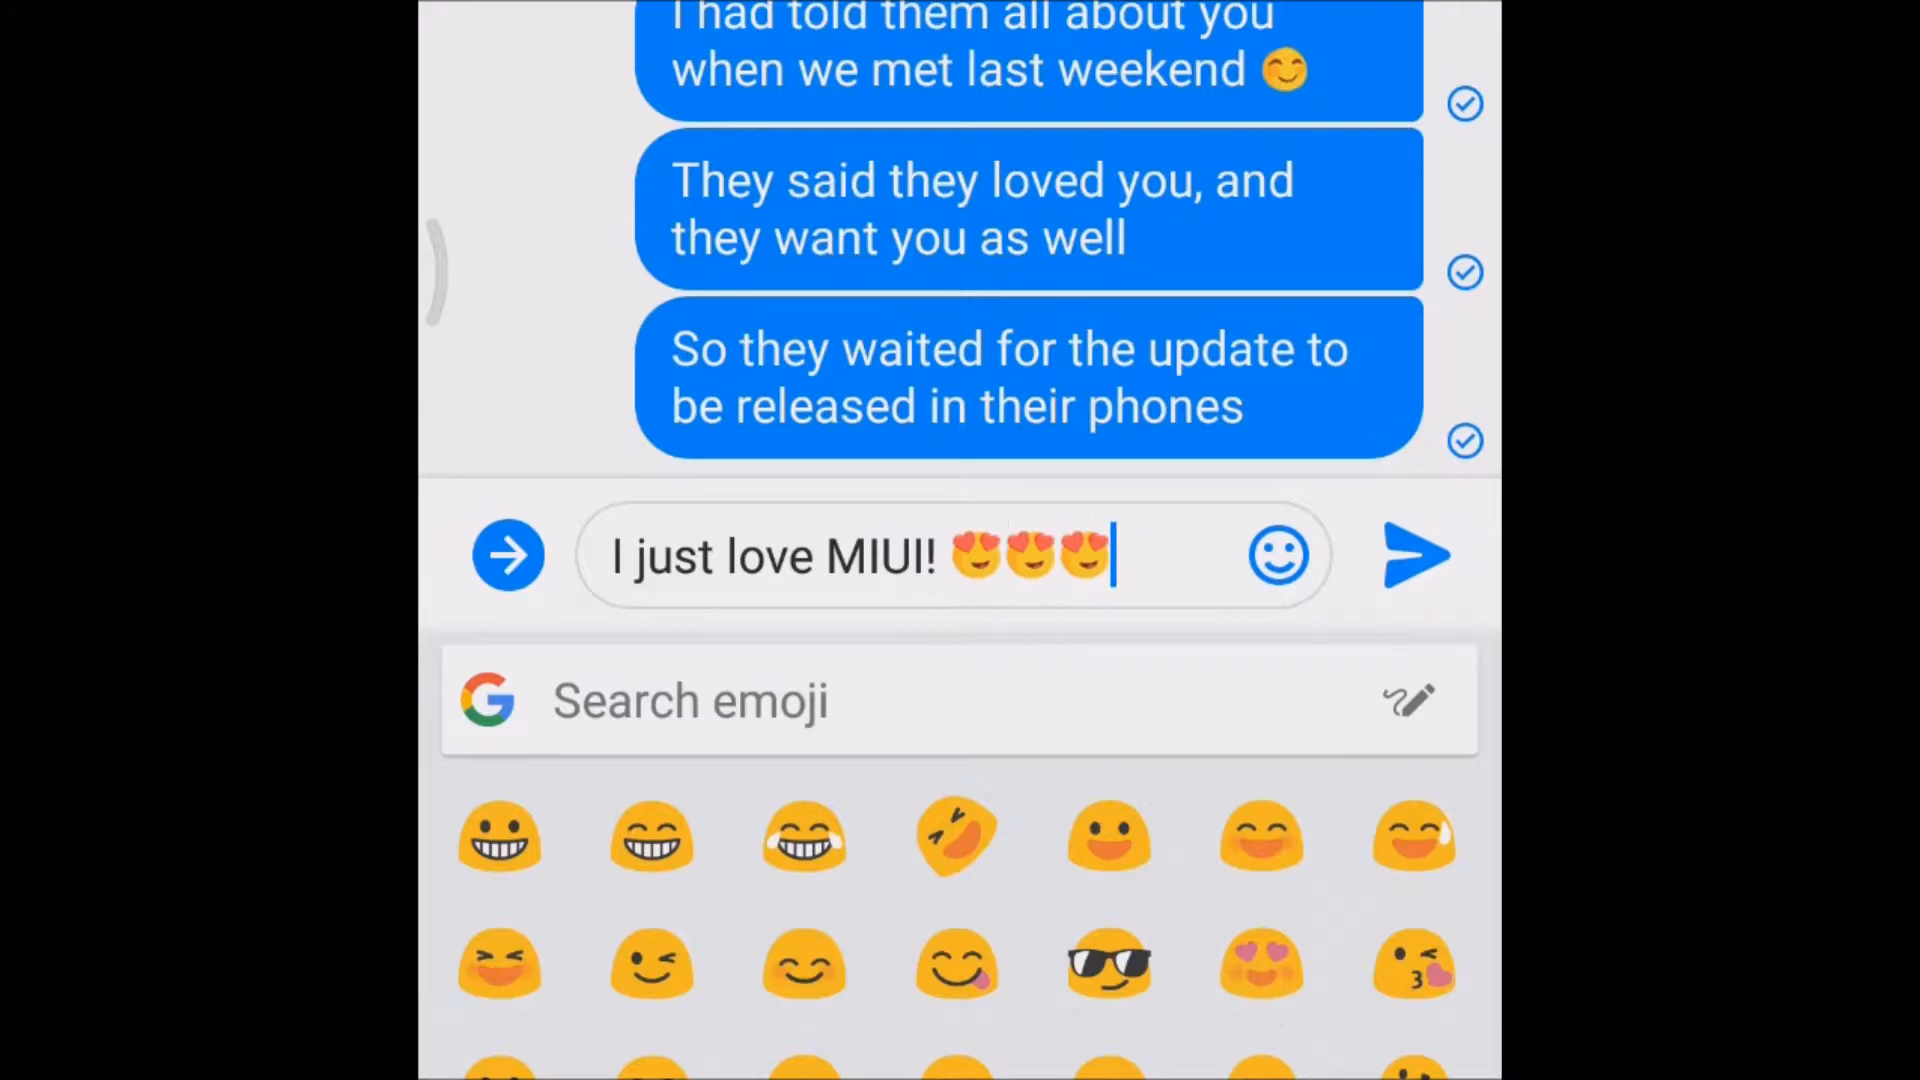 I had told them all about you
when we met last weekend 😊
They said they loved you, and
they want you as well
So they waited for the update to
be released in their phones
I just love MIUI! 😍😍😍
Search emoji